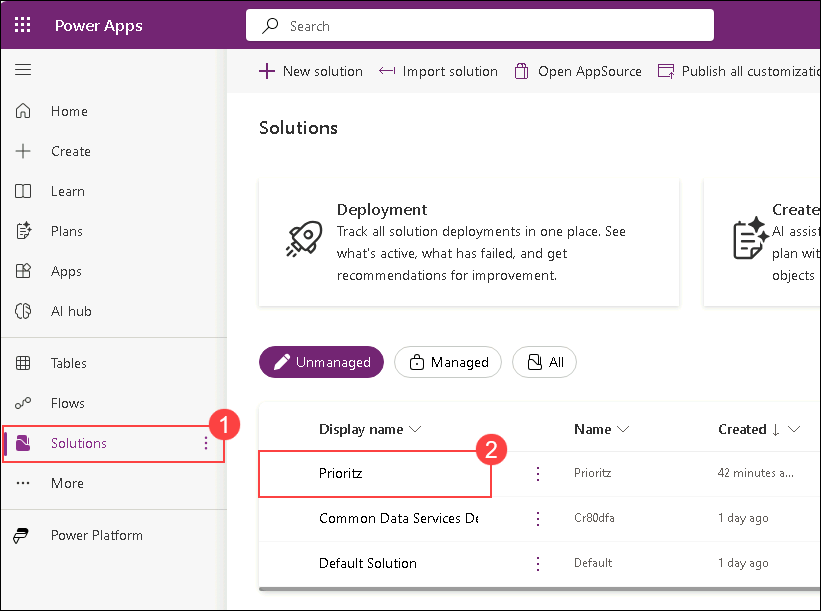 Power Apps
Search
New solution
Import solution
Open AppSource
Publish all customizatio
Home
Create
Learn
Plans
Apps
AI hub
Tables
Flows
Solutions
1
More
Power Platform
Solutions
Deployment
Track all solution deployments in one place. See
what's active, what has failed, and get
recommendations for improvement.
Create
AI assist
plan wit
objects
Unmanaged
Managed
All
Display name
Name
Created
2
Prioritz
Prioritz
42 minutes a...
Common Data Services De
Cr80dfa
1 day ago
Default Solution
Default
1 day ago